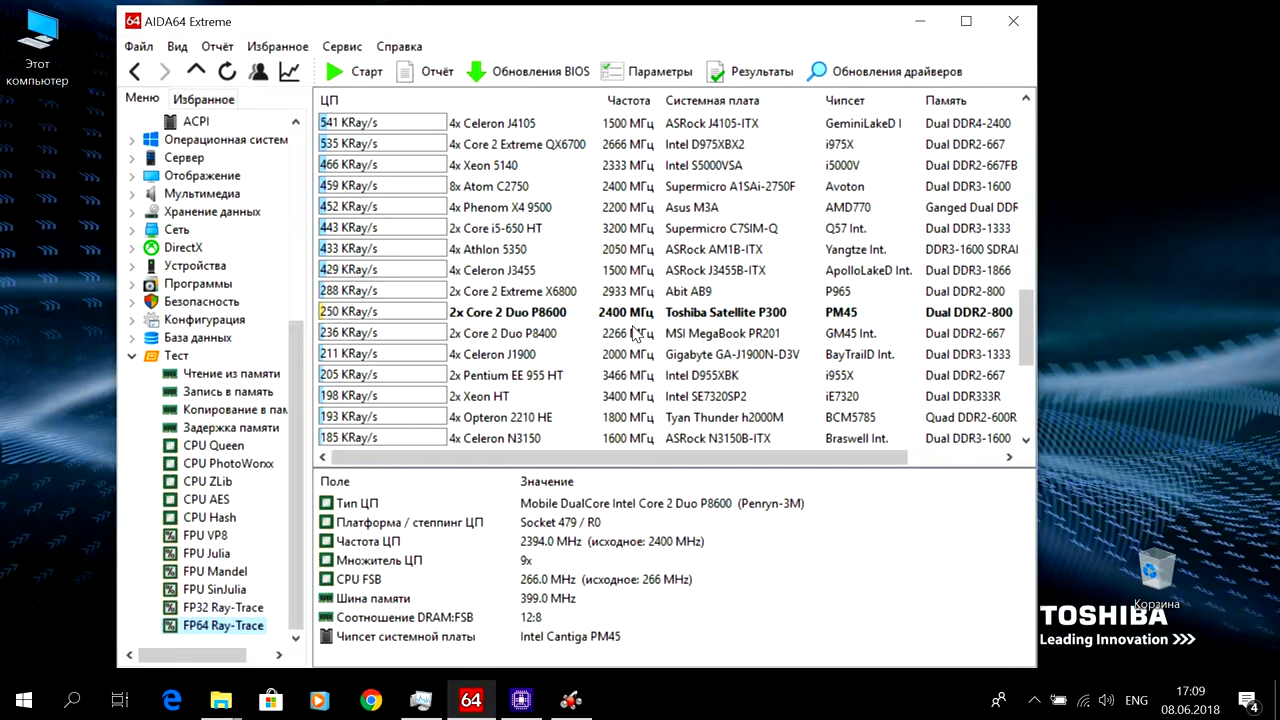 Этот компьютер
AIDA64 Extreme
Файл Вид Отчёт Избранное Сервис Справка
Старт Отчёт Обновления BIOS Параметры Результаты Обновления драйверов
Меню Избранное
ACPI
Операционная систем
Сервер
Отображение
Мультимедиа
Хранение данных
Сеть
DirectX
Устройства
Программы
Безопасность
Конфигурация
База данных
Тест
Чтение из памяти
Запись в память
Копирование в пам
Задержка памяти
CPU Queen
CPU PhotoWorxx
CPU ZLib
CPU AES
CPU Hash
FPU VP8
FPU Julia
FPU Mandel
FPU SinJulia
FP32 Ray-Trace
FP64 Ray-Trace
ЦП Частота Системная плата Чипсет Память
541 KRay/s 4x Celeron J4105 1500 МГц ASRock J4105-ITX GeminiLakeD I Dual DDR4-2400
535 KRay/s 4x Core 2 Extreme QX6700 2666 МГц Intel D975XBX2 i975X Dual DDR2-667
466 KRay/s 4x Xeon 5140 2333 МГц Intel S5000VSA i5000V Dual DDR2-667FB
459 KRay/s 8x Atom C2750 2400 МГц Supermicro A1SAi-2750F Avoton Dual DDR3-1600
452 KRay/s 4x Phenom X4 9500 2200 МГц Asus M3A AMD770 Ganged Dual DDR
443 KRay/s 2x Core i5-650 HT 3200 МГц Supermicro C7SIM-Q Q57 Int. Dual DDR3-1333
433 KRay/s 4x Athlon 5350 2050 МГц ASRock AM1B-ITX Yangtze Int. DDR3-1600 SDRAI
429 KRay/s 4x Celeron J3455 1500 МГц ASRock J3455B-ITX ApolloLakeD Int. Dual DDR3-1866
288 KRay/s 2x Core 2 Extreme X6800 2933 МГц Abit AB9 P965 Dual DDR2-800
250 KRay/s 2x Core 2 Duo P8600 2400 МГц Toshiba Satellite P300 PM45 Dual DDR2-800
236 KRay/s 2x Core 2 Duo P8400 2266 МГц MSI MegaBook PR201 GM45 Int. Dual DDR2-667
211 KRay/s 4x Celeron J1900 2000 МГц Gigabyte GA-J1900N-D3V BayTrailD Int. Dual DDR3-1333
205 KRay/s 2x Pentium EE 955 HT 3466 МГц Intel D955XBK i955X Dual DDR2-667
198 KRay/s 2x Xeon HT 3400 МГц Intel SE7320SP2 iE7320 Dual DDR333R
193 KRay/s 4x Opteron 2210 HE 1800 МГц Tyan Thunder h2000M BCM5785 Quad DDR2-600R
185 KRay/s 4x Celeron N3150 1600 МГц ASRock N3150B-ITX Braswell Int. Dual DDR3-1600
Поле Значение
Тип ЦП Mobile DualCore Intel Core 2 Duo P8600 (Penryn-3M)
Платформа / степпинг ЦП Socket 479 / R0
Частота ЦП 2394.0 MHz (исходное: 2400 MHz)
Множитель ЦП 9x
CPU FSB 266.0 MHz (исходное: 266 MHz)
Шина памяти 399.0 MHz
Соотношение DRAM:FSB 12:8
Чипсет системной платы Intel Cantiga PM45
Корзина
TOSHIBA
Leading Innovation >>>
64
ENG
17:09
08.06.2018
4